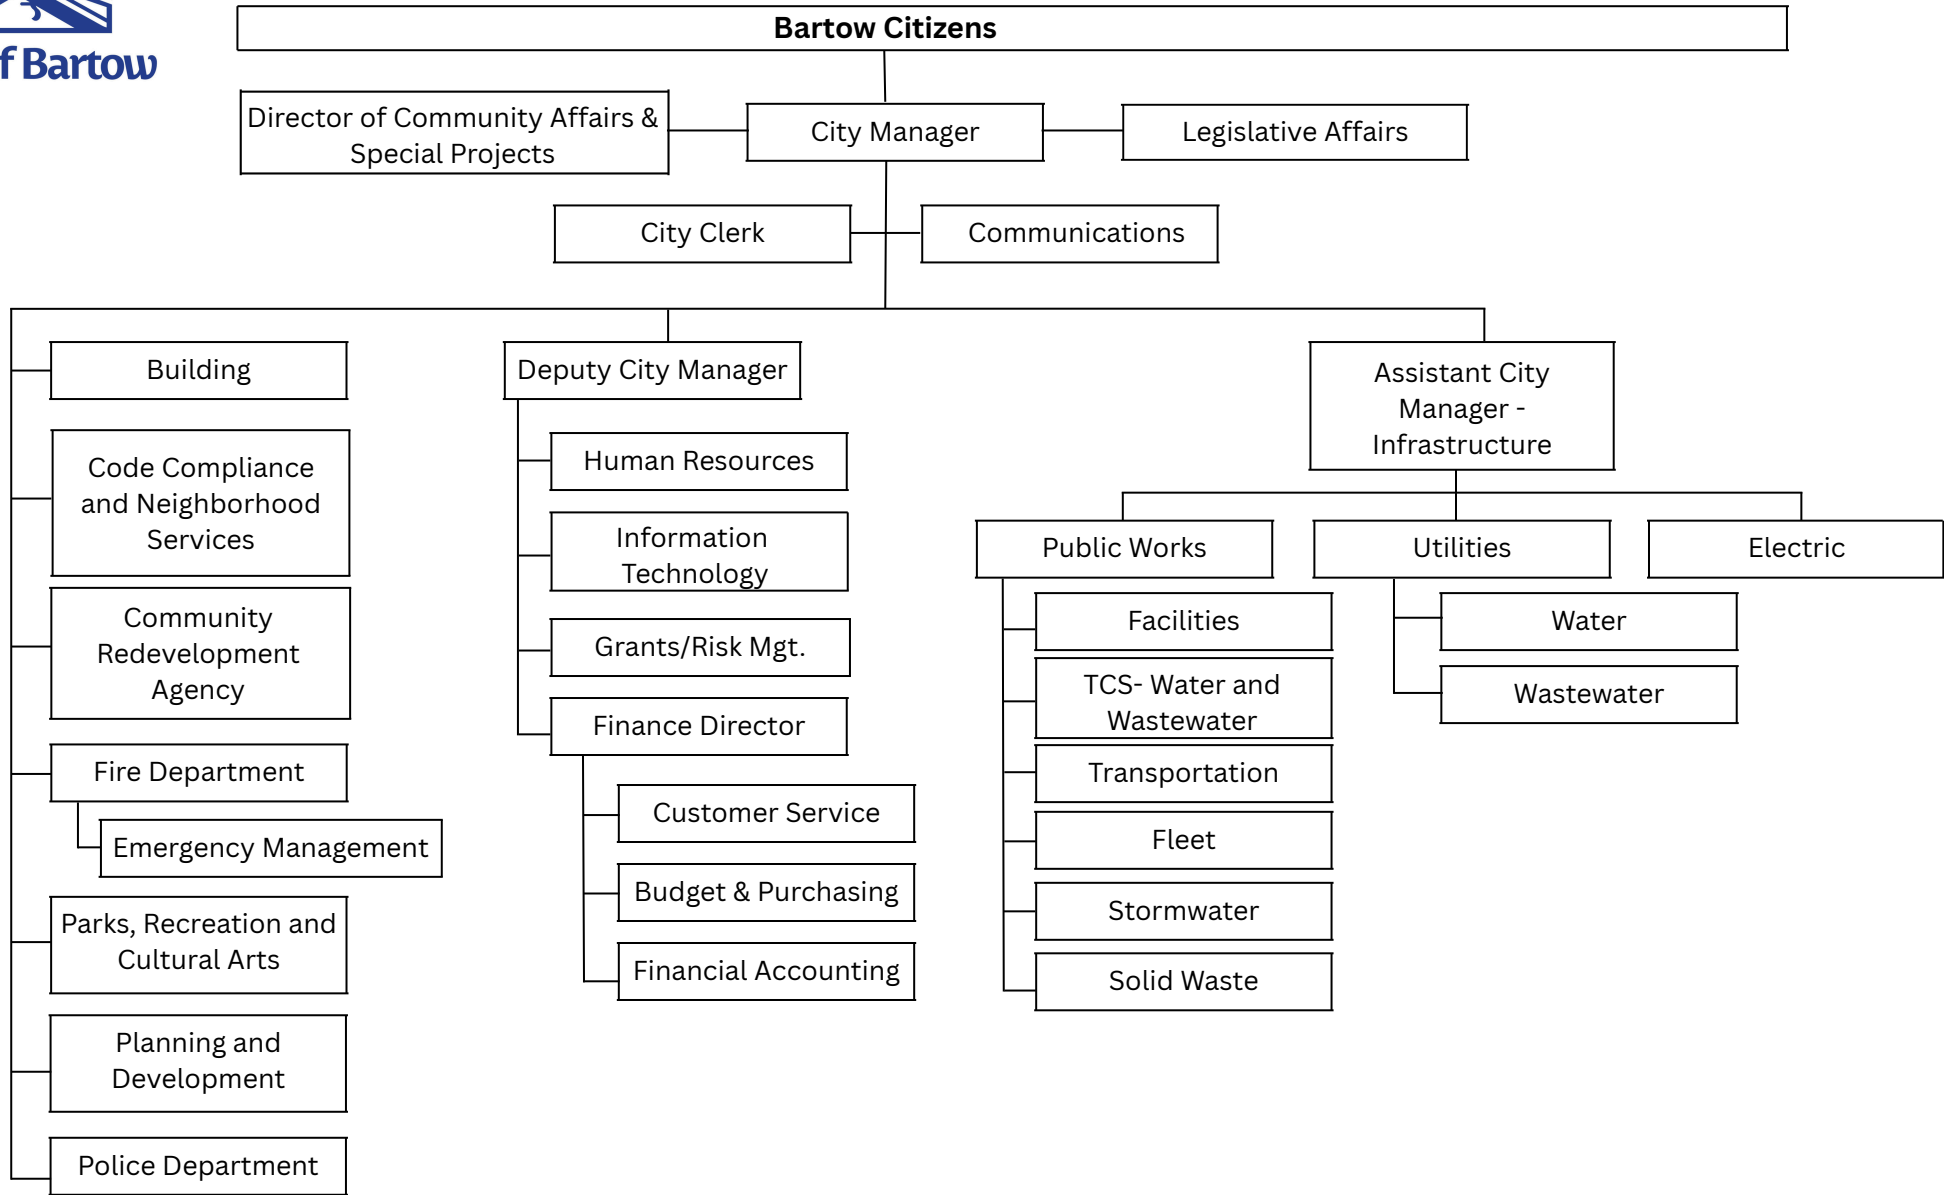 f Bartow
Bartow Citizens
Director of Community Affairs &
Special Projects
City Manager
Legislative Affairs
City Clerk
Communications
Building
Code Compliance
and Neighborhood
Services
Community
Redevelopment
Agency
Fire Department
Emergency Management
Parks, Recreation and
Cultural Arts
Planning and
Development
Police Department
Deputy City Manager
Human Resources
Information
Technology
Grants/Risk Mgt.
Finance Director
Customer Service
Budget & Purchasing
Financial Accounting
Assistant City
Manager -
Infrastructure
Public Works
Facilities
TCS- Water and
Wastewater
Transportation
Fleet
Stormwater
Solid Waste
Utilities
Water
Wastewater
Electric